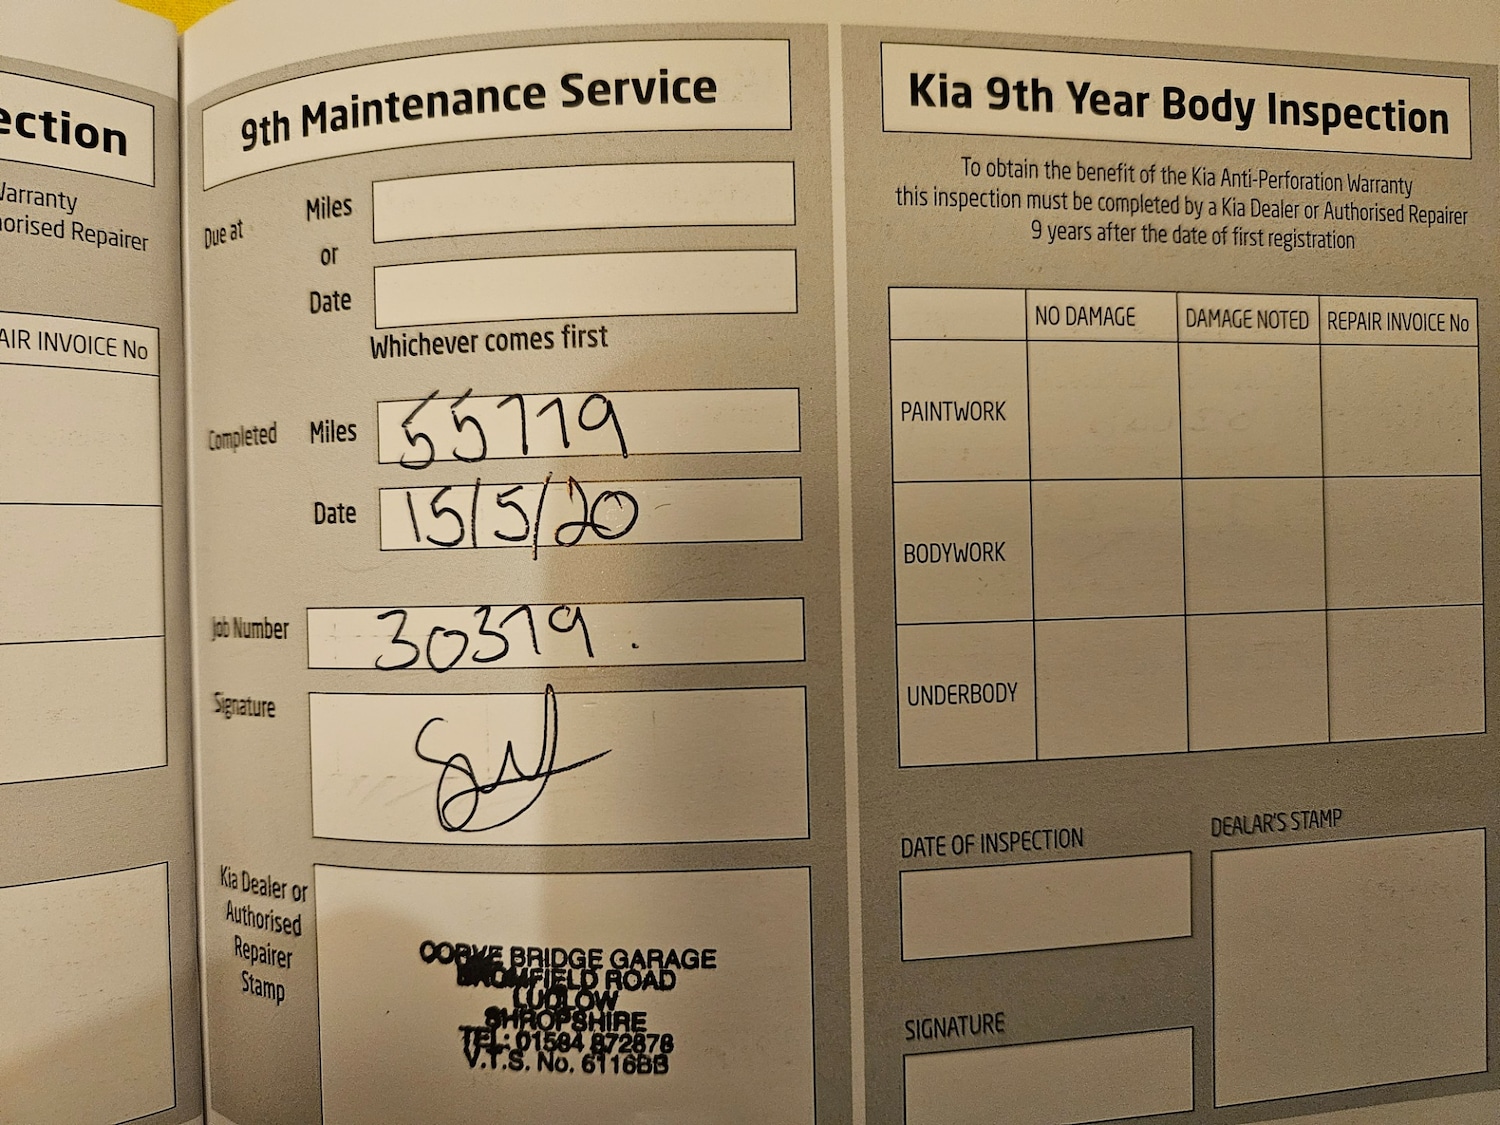 ection
Warranty
horised Repairer
AIR INVOICE No
9th Maintenance Service
Due at
Miles
or
Date
Whichever comes first
Completed
Miles
55779
Date
15/5/20
Job Number
30379.
Signature
Kia Dealer or
Authorised
Repairer
Stamp
CORVE BRIDGE GARAGE
BROMFIELD ROAD
LUDLOW
SHROPSHIRE
TEL: 01584 872878
V.T.S. No. 6116BB
Kia 9th Year Body Inspection
To obtain the benefit of the Kia Anti-Perforation Warranty
this inspection must be completed by a Kia Dealer or Authorised Repairer
9 years after the date of first registration
NO DAMAGE DAMAGE NOTED REPAIR INVOICE No
PAINTWORK
BODYWORK
UNDERBODY
DATE OF INSPECTION
DEALAR'S STAMP
SIGNATURE